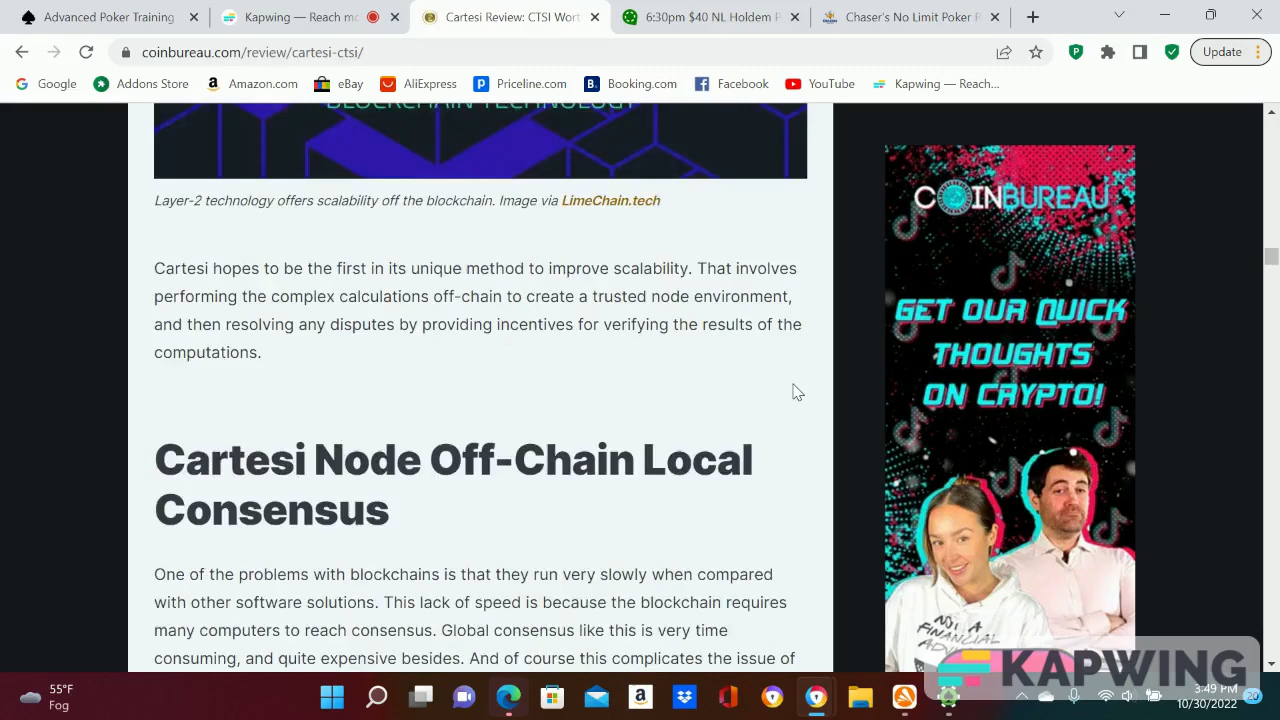 Advanced Poker Training
Kapwing — Reach m
Cartesi Review: CTSI Wort
6:30pm $40 NL Holdem P
Chaser's No Limit Poker R
coinbureau.com/review/cartesi-ctsi/
Update
Google
Addons Store
Amazon.com
eBay
AliExpress
Priceline.com
Booking.com
Facebook
YouTube
Kapwing — Reach...
BLOCKCHAIN TECHNOLOGY
Layer-2 technology offers scalability off the blockchain. Image via LimeChain.tech
Cartesi hopes to be the first in its unique method to improve scalability. That involves
performing the complex calculations off-chain to create a trusted node environment,
and then resolving any disputes by providing incentives for verifying the results of the
computations.
Cartesi Node Off-Chain Local
Consensus
One of the problems with blockchains is that they run very slowly when compared
with other software solutions. This lack of speed is because the blockchain requires
many computers to reach consensus. Global consensus like this is very time
consuming, and quite expensive besides. And of course this complicates the issue of
COINBUREAU
GET OUR QUICK
THOUGHTS
ON CRYPTO!
NOT A
FINANCIAL
KAPWING
55°F
Fog
3:49 PM
10/30/2022
20